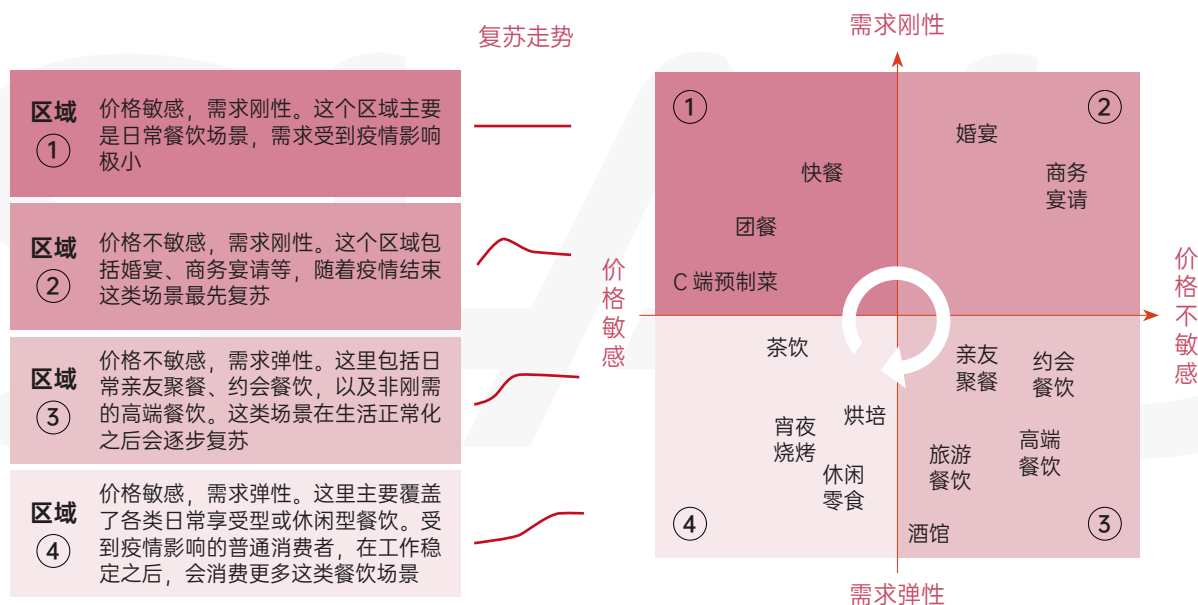 复苏走势
区域
①
价格敏感，需求刚性。这个区域主要
是日常餐饮场景，需求受到疫情影响
极小
区域
②
价格不敏感，需求刚性。这个区域包
括婚宴、商务宴请等，随着疫情结束
这类场景最先复苏
区域
③
价格不敏感，需求弹性。这里包括日
常亲友聚餐、约会餐饮，以及非刚需
的高端餐饮。这类场景在生活正常化
之后会逐步复苏
区域
④
价格敏感，需求弹性。这里主要覆盖
了各类日常享受型或休闲型餐饮。受
到疫情影响的普通消费者，在工作稳
定之后，会消费更多这类餐饮场景
需求刚性
①
快餐
团餐
C 端预制菜
②
婚宴
商务
宴请
价格敏感
价格不敏感
茶饮
烘培
宵夜
烧烤
休闲
零食
④
亲友
聚餐
约会
餐饮
旅游
餐饮
高端
餐饮
酒馆
③
需求弹性